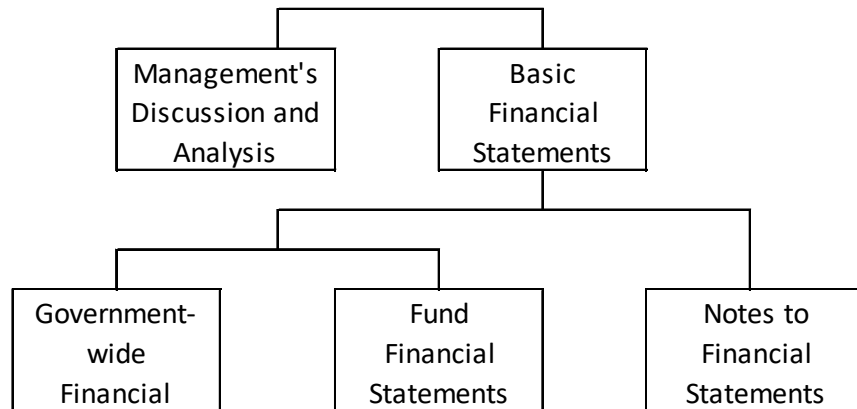 Management's
Discussion and
Analysis
Basic
Financial
Statements
Government-
wide
Financial
Fund
Financial
Statements
Notes to
Financial
Statements